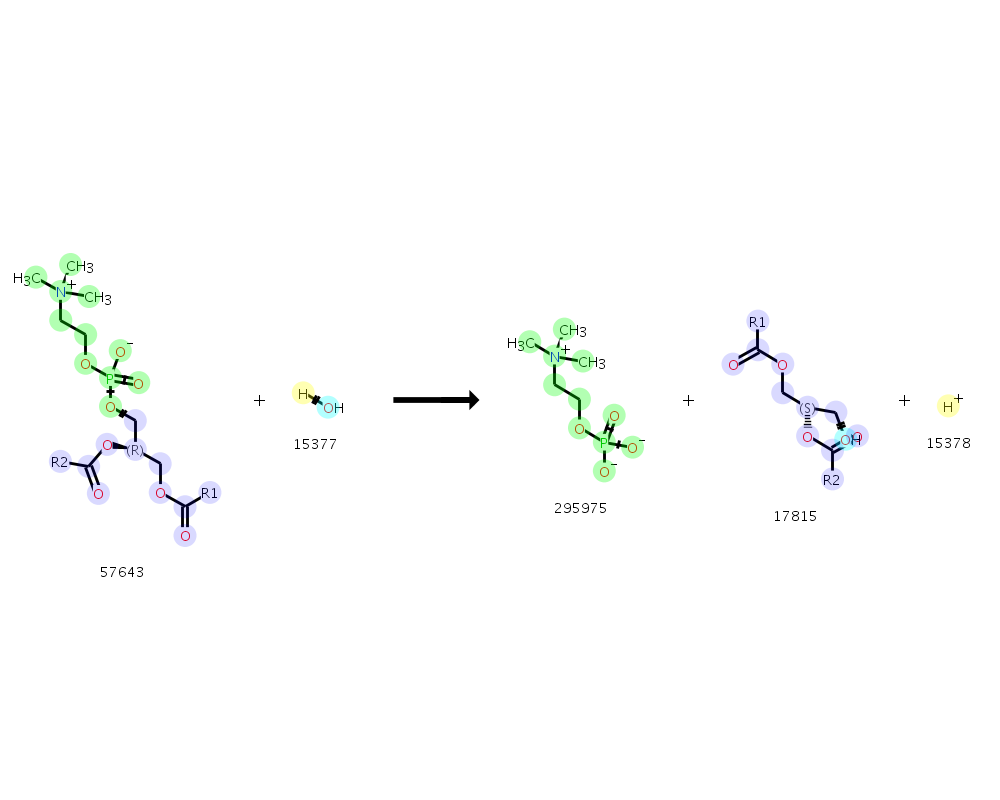 CH3
H3C
N+
CH3
O-
O
P
O
O
O
(R)
R2
O
O
R1
O
57643
+
H
OH
15377
+
CH3
H3C
N+
CH3
O
O
P
O-
O-
295975
+
R1
O
O
(S)
O
O
OH
R2
17815
+
H+
15378